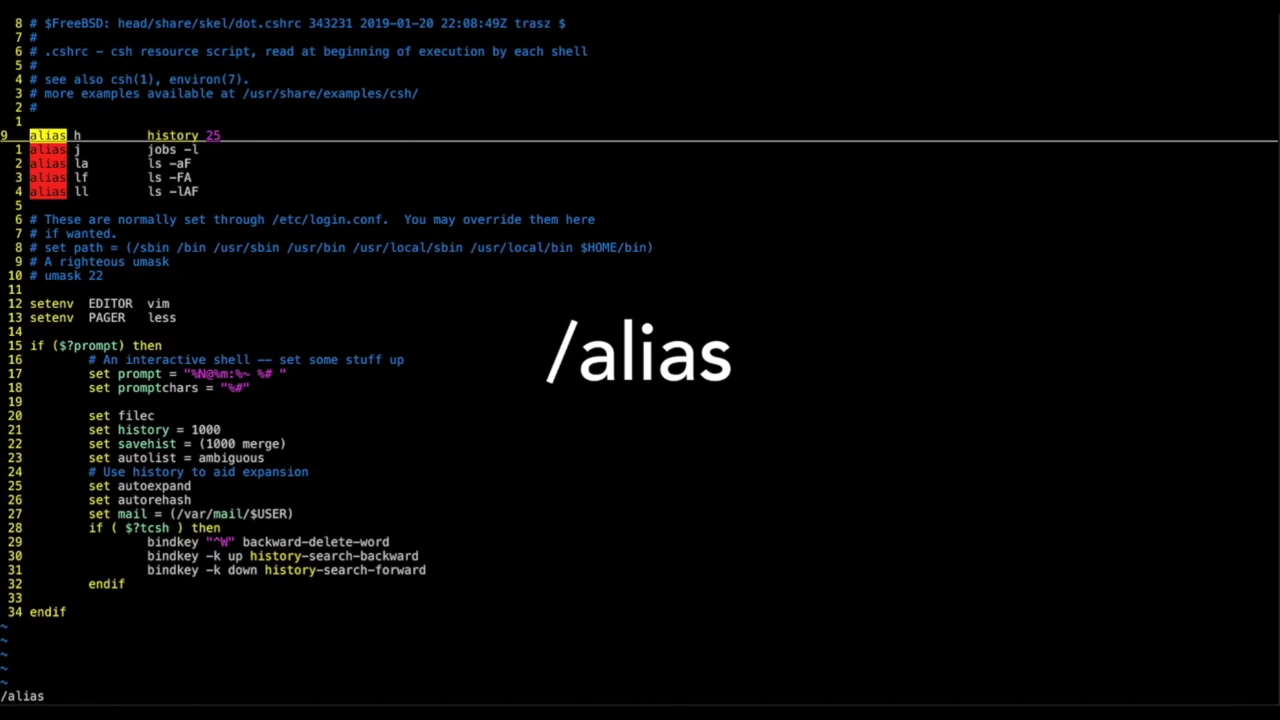 8 # $FreeBSD: head/share/skel/dot.cshrc 343231 2019-01-20 22:08:49Z trasz $
7 #
6 # .cshrc - csh resource script, read at beginning of execution by each shell
5 #
4 # see also csh(1), environ(7).
3 # more examples available at /usr/share/examples/csh/
2 #
1
9 alias h history 25
1 alias j jobs -l
2 alias la ls -aF
3 alias lf ls -FA
4 alias ll ls -lAF
5
6 # These are normally set through /etc/login.conf. You may override them here
7 # if wanted.
8 # set path = (/sbin /bin /usr/sbin /usr/bin /usr/local/sbin /usr/local/bin $HOME/bin)
9 # A righteous umask
10 # umask 22
11
12 setenv EDITOR vim
13 setenv PAGER less
14
15 if ($?prompt) then
16 # An interactive shell -- set some stuff up
17 set prompt = "%N@%m:%~ %# "
18 set promptchars = "%#"
19
20 set filec
21 set history = 1000
22 set savehist = (1000 merge)
23 set autolist = ambiguous
24 # Use history to aid expansion
25 set autoexpand
26 set autorehash
27 set mail = (/var/mail/$USER)
28 if ( $?tcsh ) then
29 bindkey "^W" backward-delete-word
30 bindkey -k up history-search-backward
31 bindkey -k down history-search-forward
32 endif
33
34 endif
~
~
~
~
~
/alias
/alias